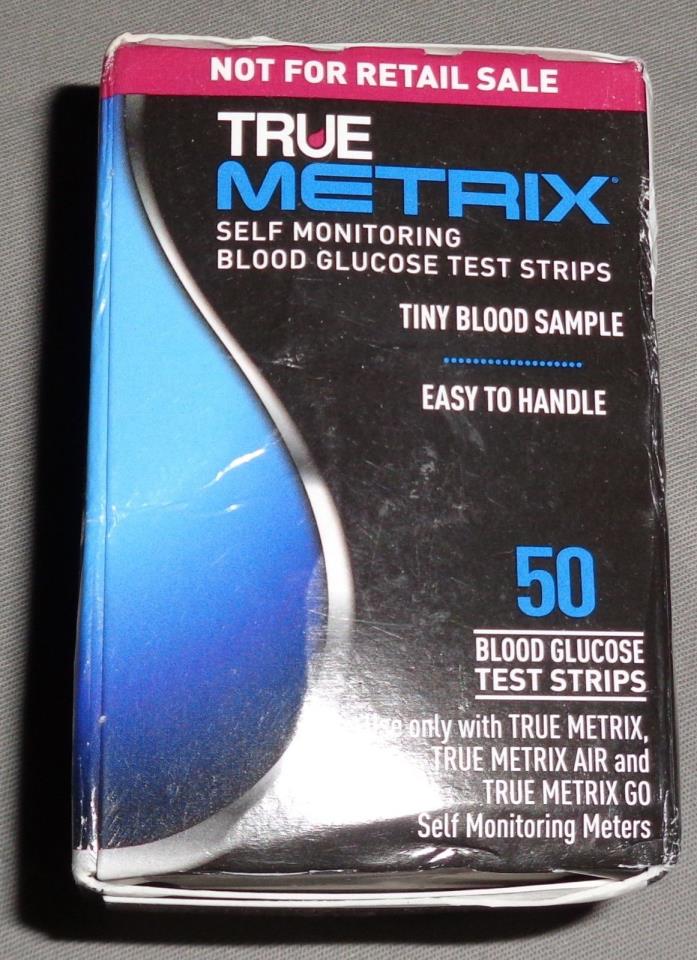 NOT FOR RETAIL SALE
TRUE
METRIX®
SELF MONITORING
BLOOD GLUCOSE TEST STRIPS
TINY BLOOD SAMPLE
EASY TO HANDLE
50
BLOOD GLUCOSE
TEST STRIPS
Use only with TRUE METRIX,
TRUE METRIX AIR and
TRUE METRIX GO
Self Monitoring Meters